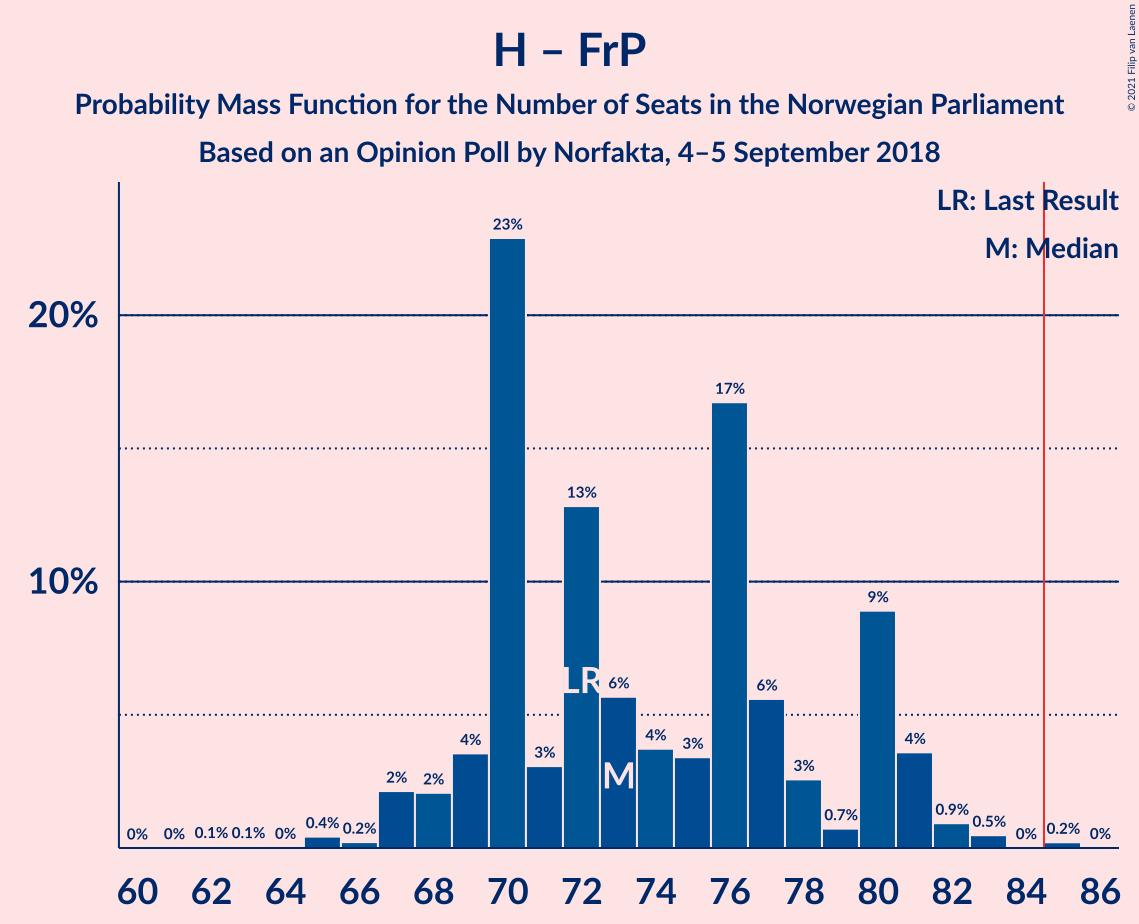 H – FrP
Probability Mass Function for the Number of Seats in the Norwegian Parliament
Based on an Opinion Poll by Norfakta, 4–5 September 2018
© 2021 Filip van Laenen
LR: Last Result
M: Median
20%
10%
0% 0% 0.1% 0.1% 0% 0.4% 0.2% 2% 2% 4% 23% 3% 13% 6% 4% 3% 17% 6% 3% 0.7% 9% 4% 0.9% 0.5% 0% 0.2% 0%
LR
M
60 62 64 66 68 70 72 74 76 78 80 82 84 86